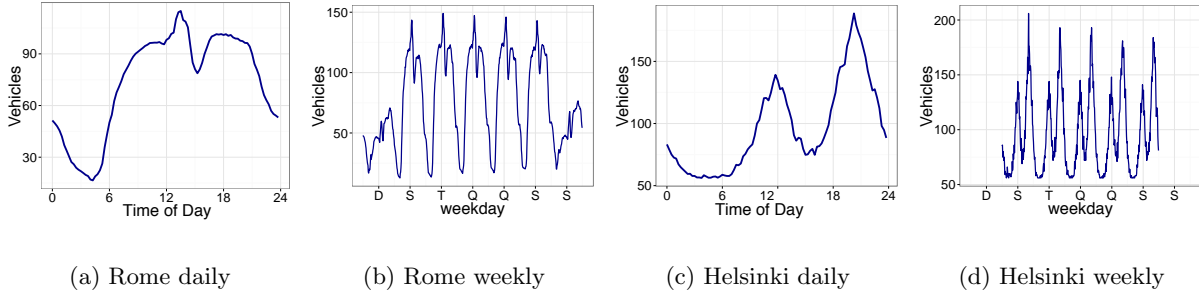 Vehicles
90
60
30
0
6
12
18
24
Time of Day
(a) Rome daily
Vehicles
150
100
50
D S T Q Q S S
weekday
(b) Rome weekly
Vehicles
200
150
100
50
0
12
24
Time of Day
(c) Helsinki daily
Vehicles
200
150
100
50
D S T Q Q S S
weekday
(d) Helsinki weekly